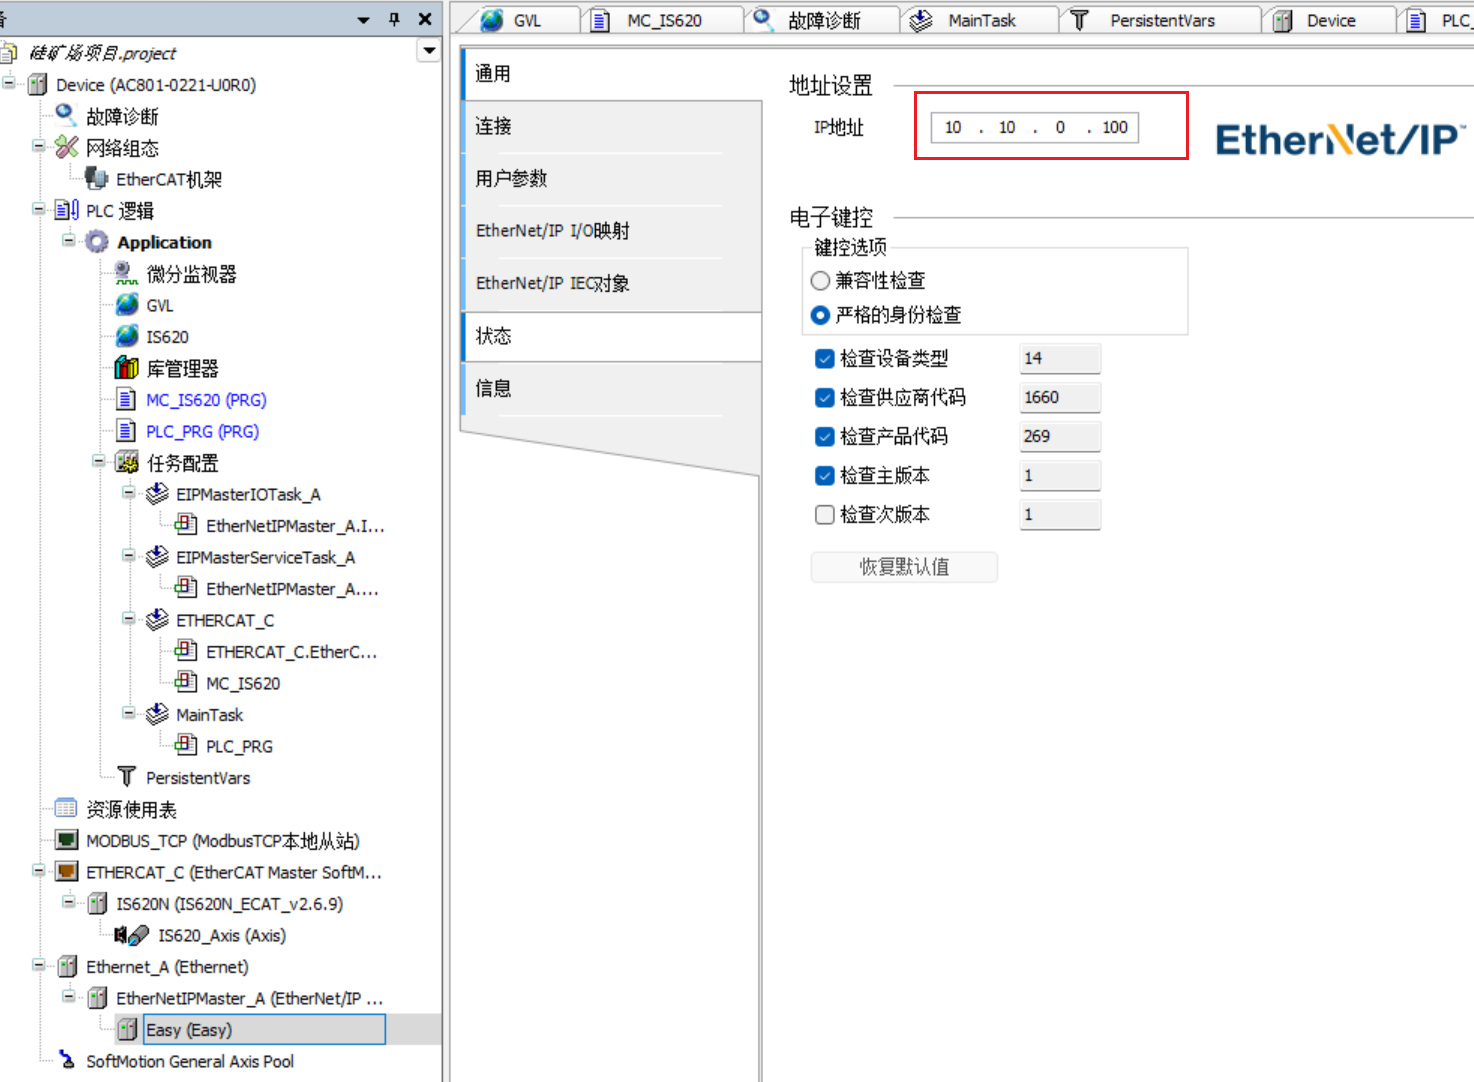 硅矿场项目.project
Device (AC801-0221-U0R0)
故障诊断
网络组态
EtherCAT机架
PLC 逻辑
Application
微分监视器
GVL
IS620
库管理器
MC_IS620 (PRG)
PLC_PRG (PRG)
任务配置
EIPMasterIOTask_A
EtherNetIPMaster_A.I...
EIPMasterServiceTask_A
EtherNetIPMaster_A....
ETHERCAT_C
ETHERCAT_C.EtherC...
MC_IS620
MainTask
PLC_PRG
PersistentVars
资源使用表
MODBUS_TCP (ModbusTCP本地从站)
ETHERCAT_C (EtherCAT Master SoftM...
IS620N (IS620N_ECAT_v2.6.9)
IS620_Axis (Axis)
Ethernet_A (Ethernet)
EtherNetIPMaster_A (EtherNet/IP ...
Easy (Easy)
SoftMotion General Axis Pool
GVL MC_IS620 故障诊断 MainTask PersistentVars Device PLC_
通用
连接
用户参数
EtherNet/IP I/O映射
EtherNet/IP IEC对象
状态
信息
地址设置
IP地址 10 . 10 . 0 . 100
EtherNet/IP™
电子键控
键控选项
兼容性检查
严格的身份检查
检查设备类型 14
检查供应商代码 1660
检查产品代码 269
检查主版本 1
检查次版本 1
恢复默认值